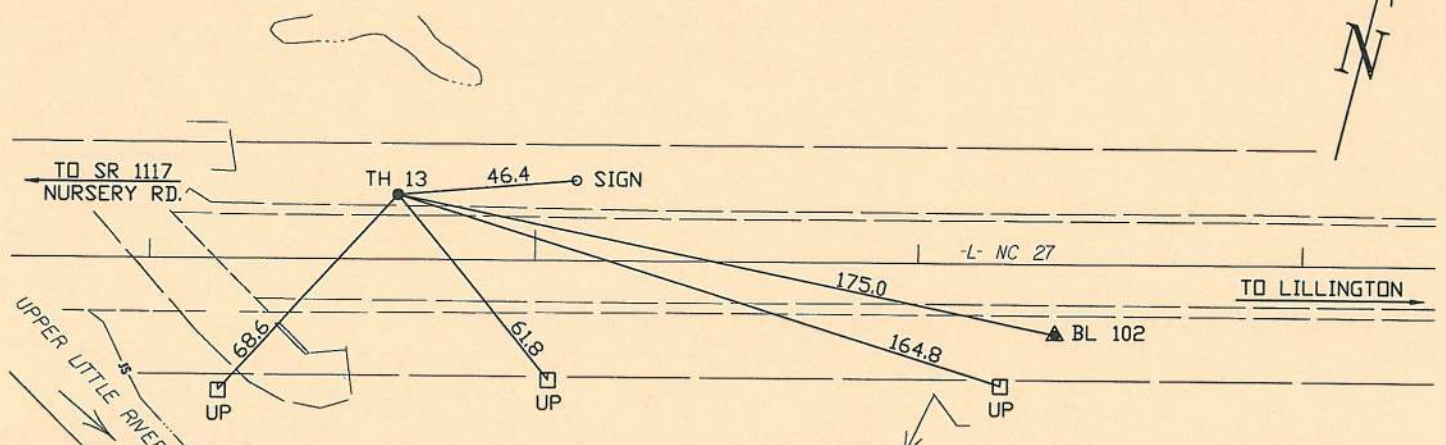 N
TO SR 1117
NURSERY RD.
TH 13
46.4
SIGN
-L- NC 27
175.0
TO LILLINGTON
UPPER LITTLE RIVER
JS
68.6
61.8
164.8
BL 102
UP
UP
UP